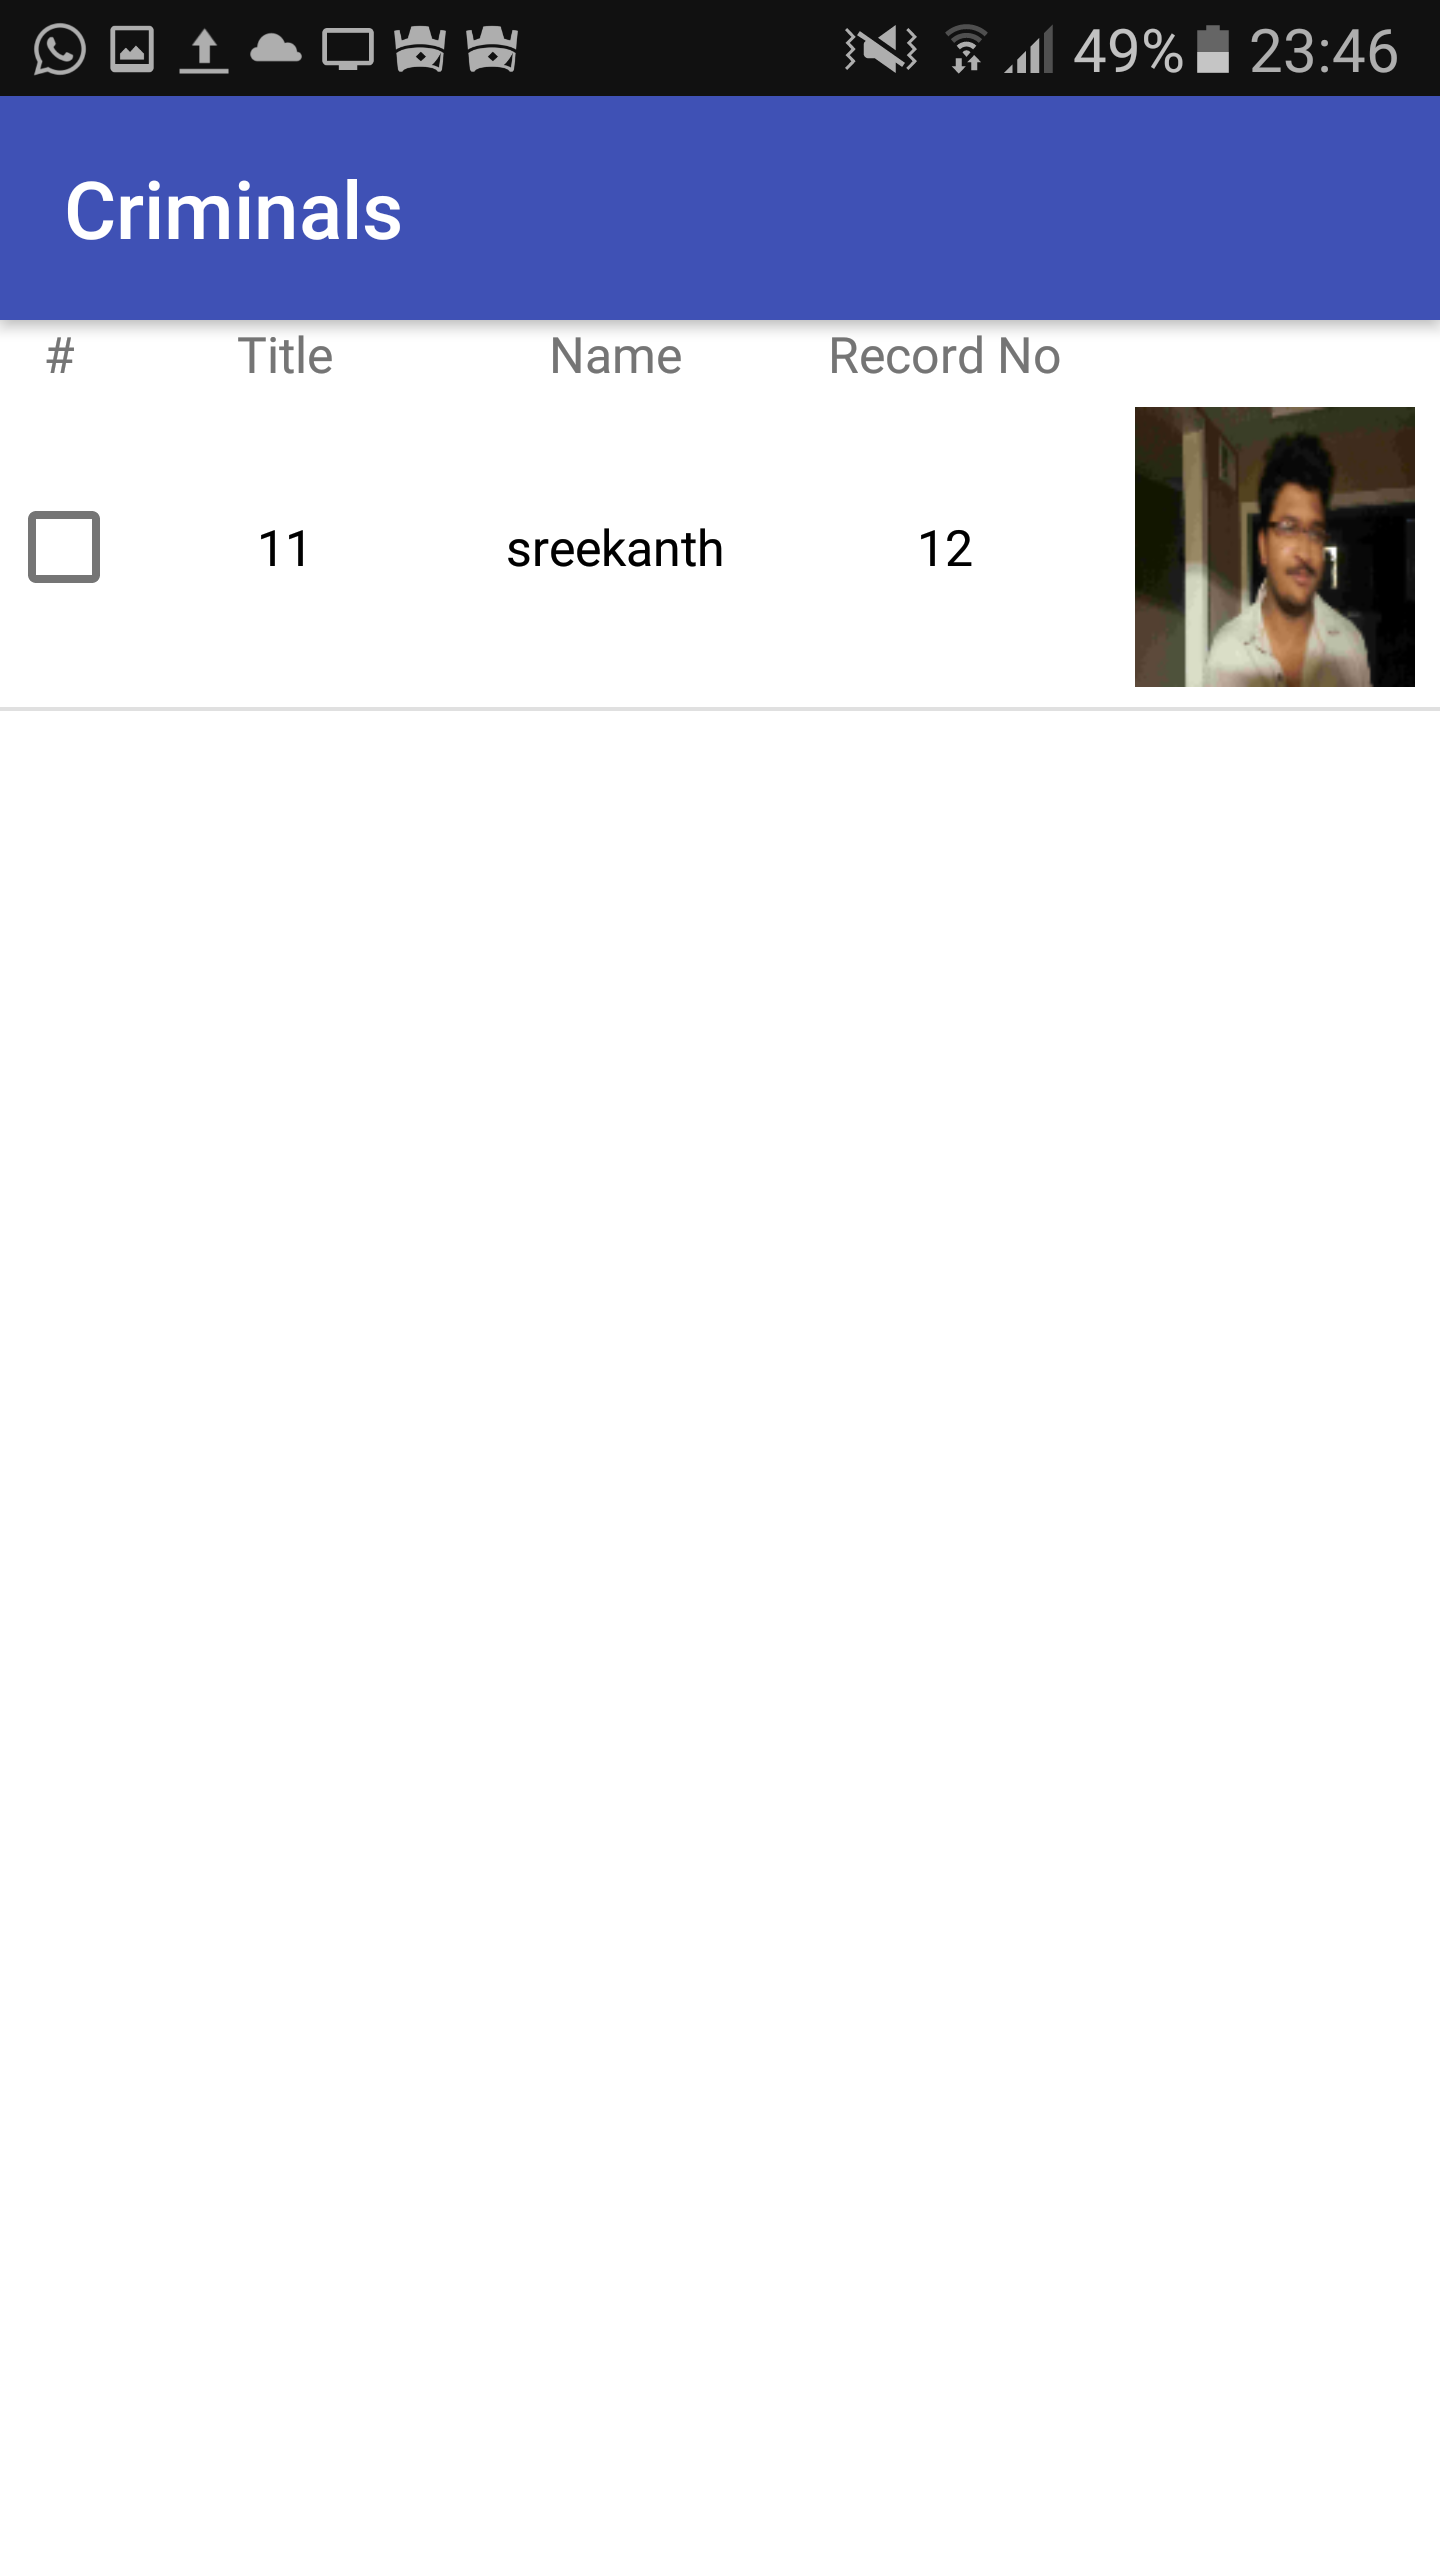 49% 23:46
Criminals
# Title Name Record No
11 sreekanth 12